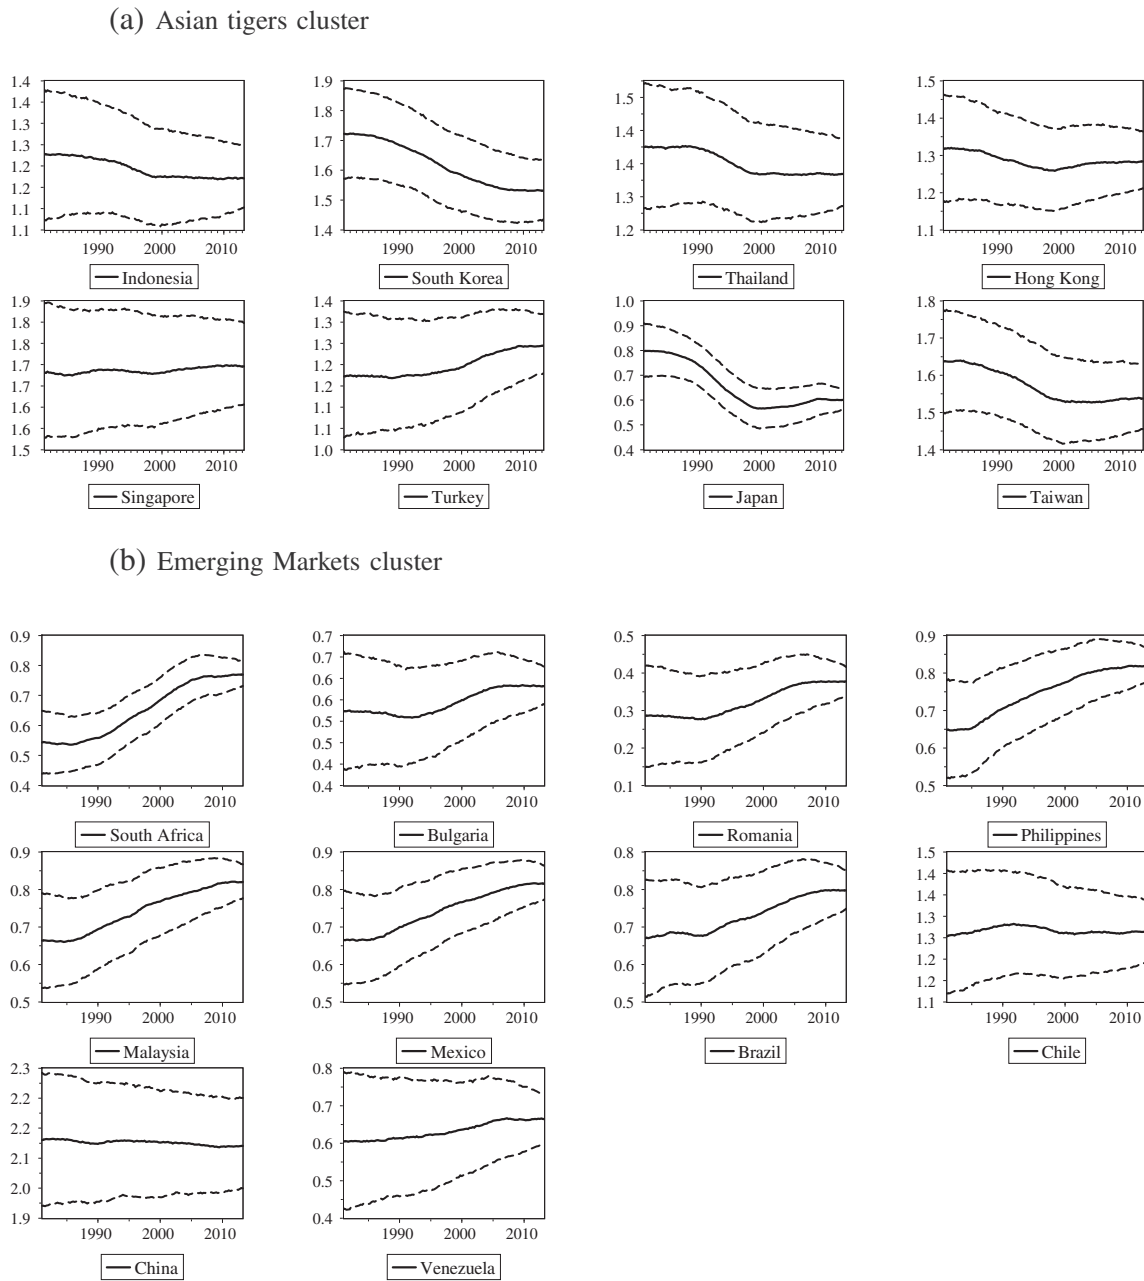 (a) Asian tigers cluster
1.4
1.4
1.3
1.3
1.2
1.2
1.1
1.1
1990 2000 2010
Indonesia
1.9
1.8
1.7
1.6
1.5
1.4
1990 2000 2010
South Korea
1.5
1.5
1.4
1.4
1.3
1.2
1990 2000 2010
Thailand
1.5
1.4
1.3
1.2
1.1
1990 2000 2010
Hong Kong
1.9
1.8
1.8
1.7
1.7
1.6
1.6
1.5
1990 2000 2010
Singapore
1.4
1.3
1.3
1.2
1.2
1.1
1.1
1.0
1990 2000 2010
Turkey
1.0
0.9
0.8
0.7
0.6
0.5
0.4
1990 2000 2010
Japan
1.8
1.7
1.6
1.5
1.4
1990 2000 2010
Taiwan
(b) Emerging Markets cluster
0.9
0.8
0.7
0.6
0.5
0.4
1990 2000 2010
South Africa
0.7
0.7
0.6
0.6
0.5
0.5
0.4
0.4
1990 2000 2010
Bulgaria
0.5
0.4
0.3
0.2
0.1
1990 2000 2010
Romania
0.9
0.8
0.7
0.6
0.5
1990 2000 2010
Philippines
0.9
0.8
0.7
0.6
0.5
1990 2000 2010
Malaysia
0.9
0.8
0.7
0.6
0.5
1990 2000 2010
Mexico
0.8
0.7
0.6
0.5
1990 2000 2010
Brazil
1.5
1.4
1.4
1.3
1.3
1.2
1.2
1.1
1990 2000 2010
Chile
2.3
2.2
2.2
2.1
2.0
1.9
1990 2000 2010
China
0.8
0.7
0.6
0.5
0.4
1990 2000 2010
Venezuela